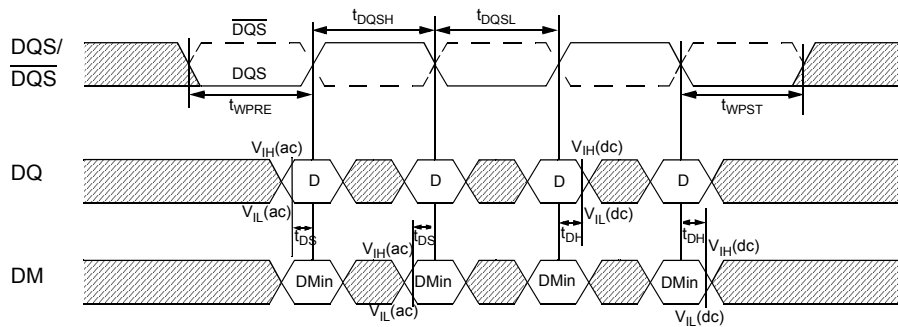 tDQSH tDQSL
DQS
DQS/
DQS
DQS
tWPRE tWPST
VIH(ac) VIH(dc)
DQ D D D D
VIL(ac) VIL(dc)
tDS tDS tDH tDH
VIH(ac) VIH(dc)
DM DMin DMin DMin DMin
VIL(ac) VIL(dc)